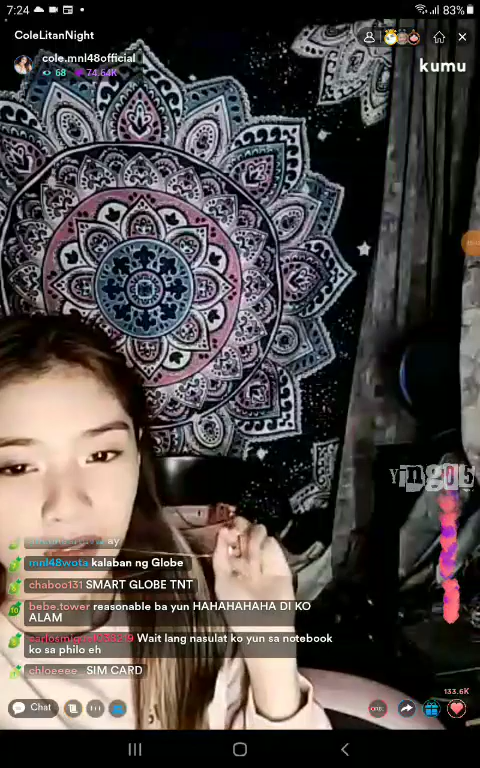 7:24
83%
ColeLitanNight
cole.mnl48official
68 74.64K
kumu
YingO5
mnl48wota kalaban ng Globe
chaboo131 SMART GLOBE TNT
bebe.tower reasonable ba yun HAHAHAHAHA DI KO
ALAM
Wait lang nasulat ko yun sa notebook
ko sa philo eh
chloeeee_ SIM CARD
133.6K
Chat